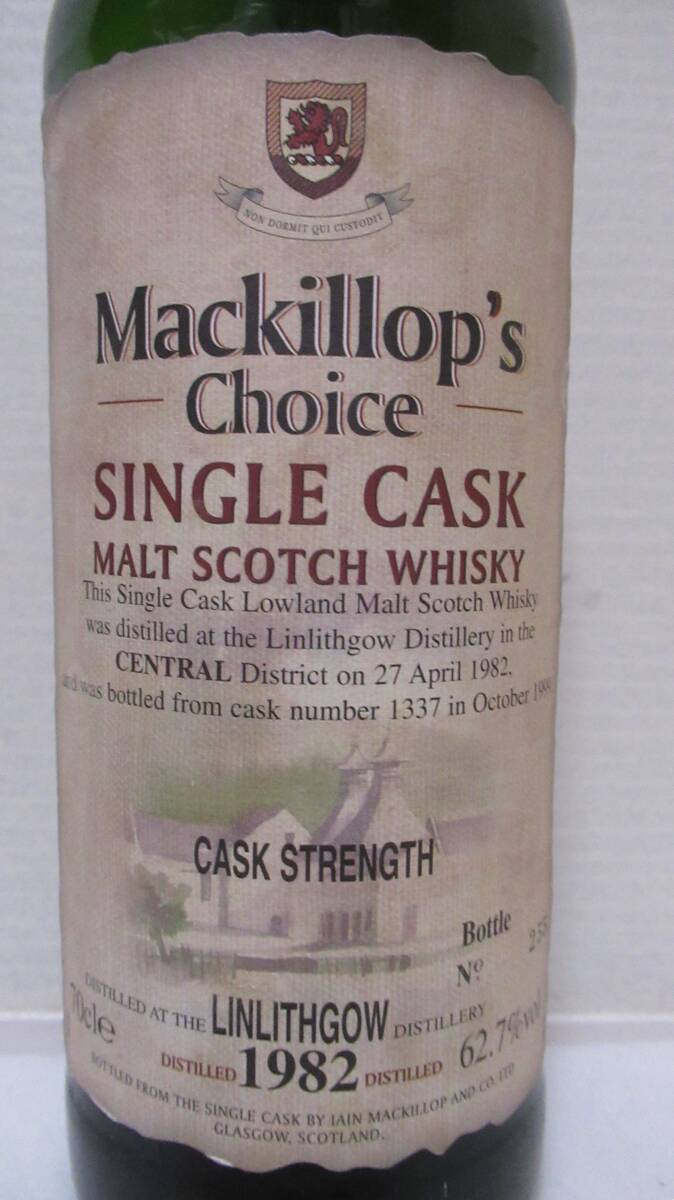 NON DORMIT QUI CUSTODIT
Mackillop's
Choice
SINGLE CASK
MALT SCOTCH WHISKY
This Single Cask Lowland Malt Scotch Whisky
was distilled at the Linlithgow Distillery in the
CENTRAL District on 27 April 1982,
and was bottled from cask number 1337 in October
CASK STRENGTH
Bottle
Nº
70cle
DISTILLED AT THE LINLITHGOW DISTILLERY
62.7%vol
DISTILLED 1982 DISTILLED
BOTTLED FROM THE SINGLE CASK BY IAIN MACKILLOP AND CO. LTD
GLASGOW, SCOTLAND.